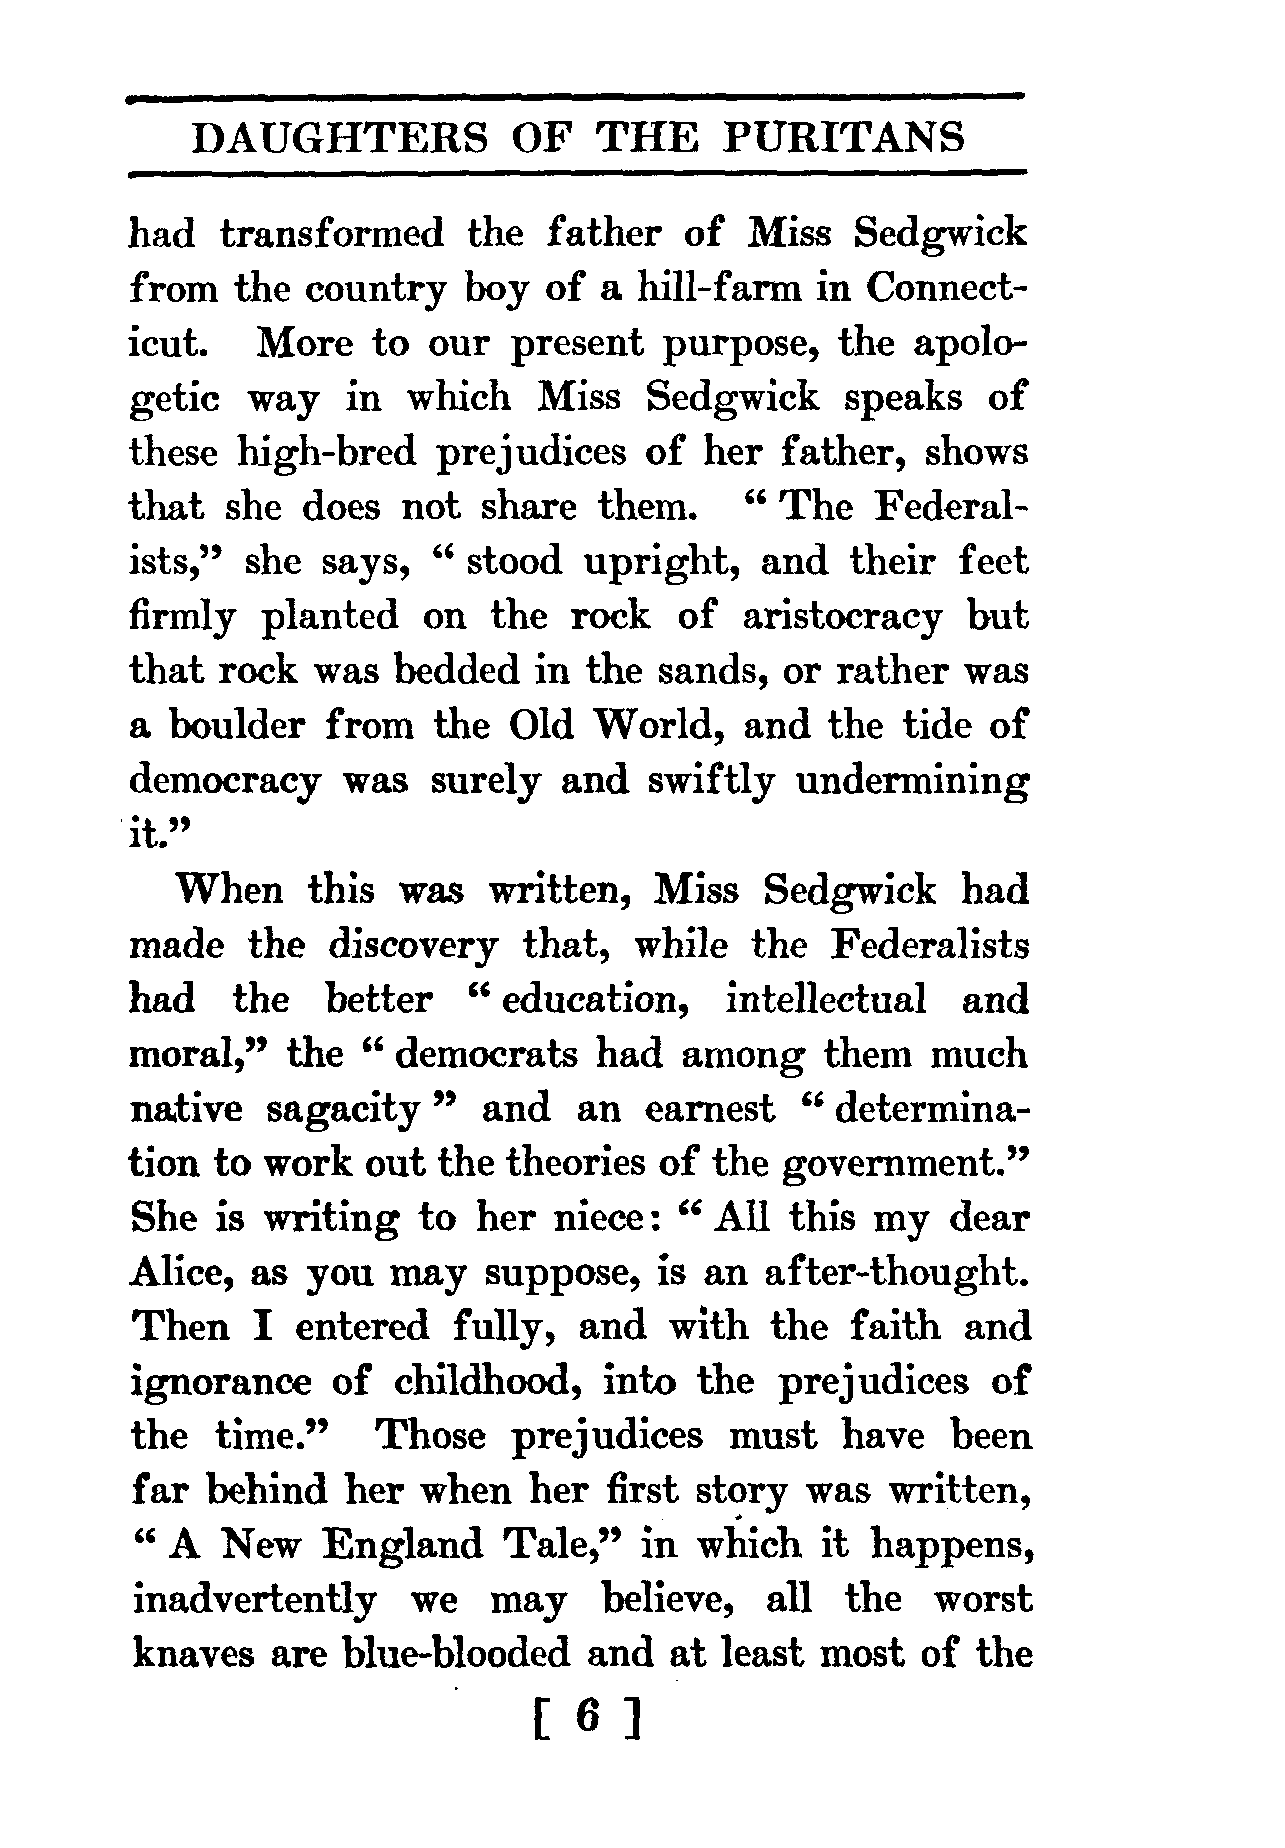 DAUGHTERS OF THE PURITANS
had transformed the father of Miss Sedgwick
from the country boy of a hill-farm in Connect-
icut. More to our present purpose, the apolo-
getic way in which Miss Sedgwick speaks of
these high-bred prejudices of her father, shows
that she does not share them. “ The Federal-
ists,” she says, “ stood upright, and their feet
firmly planted on the rock of aristocracy but
that rock was bedded in the sands, or rather was
a boulder from the Old World, and the tide of
democracy was surely and swiftly undermining
it.”
When this was written, Miss Sedgwick had
made the discovery that, while the Federalists
had the better “ education, intellectual and
moral,” the “ democrats had among them much
native sagacity ” and an earnest “ determina-
tion to work out the theories of the government.”
She is writing to her niece: “ All this my dear
Alice, as you may suppose, is an after-thought.
Then I entered fully, and with the faith and
ignorance of childhood, into the prejudices of
the time.” Those prejudices must have been
far behind her when her first story was written,
“ A New England Tale,” in which it happens,
inadvertently we may believe, all the worst
knaves are blue-blooded and at least most of the
[ 6 ]